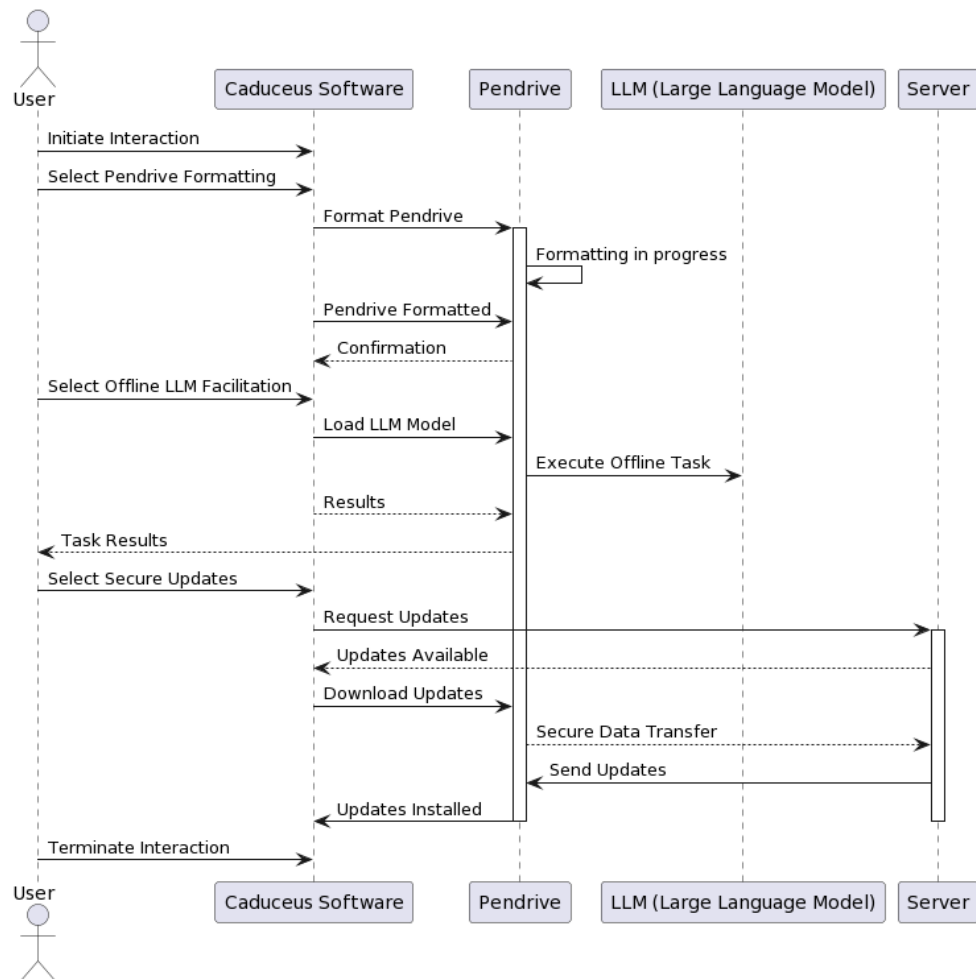 User
Caduceus Software
Pendrive
LLM (Large Language Model)
Server
Initiate Interaction
Select Pendrive Formatting
Format Pendrive
Formatting in progress
Pendrive Formatted
Confirmation
Select Offline LLM Facilitation
Load LLM Model
Execute Offline Task
Results
Task Results
Select Secure Updates
Request Updates
Updates Available
Download Updates
Secure Data Transfer
Send Updates
Updates Installed
Terminate Interaction
User
Caduceus Software
Pendrive
LLM (Large Language Model)
Server